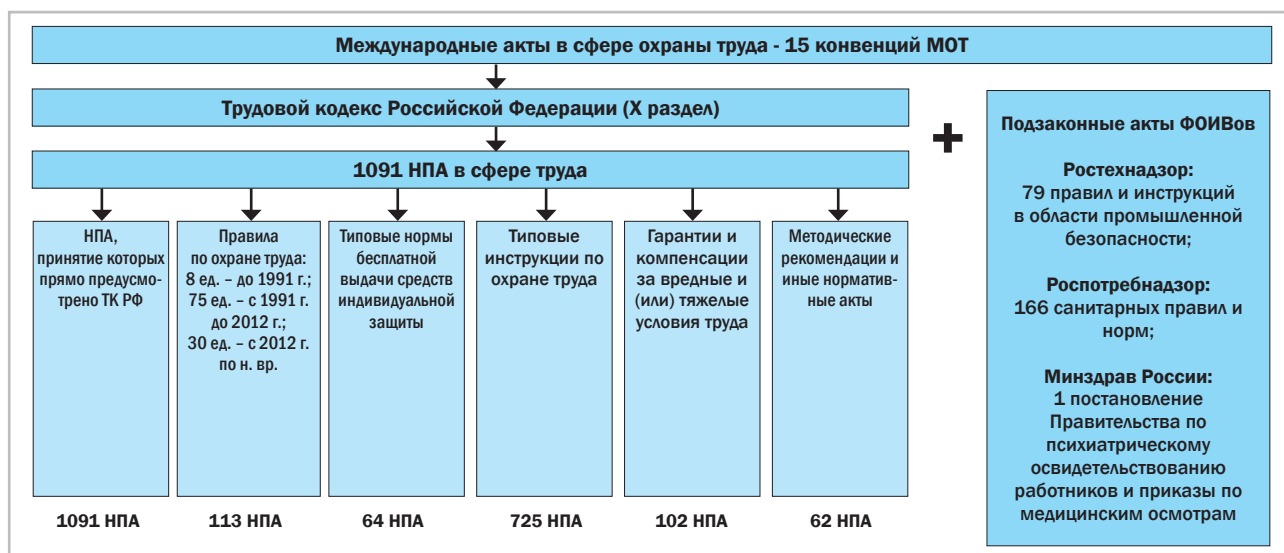 Международные акты в сфере охраны труда - 15 конвенций МОТ
Трудовой кодекс Российской Федерации (X раздел)
1091 НПА в сфере труда
НПА,
принятие которых
прямо предусмо-
трено ТК РФ
1091 НПА
Правила
по охране труда:
8 ед. – до 1991 г.;
75 ед. – с 1991 г.
до 2012 г.;
30 ед. – с 2012 г.
по н. вр.
113 НПА
Типовые нормы
бесплатной
выдачи средств
индивидуальной
защиты
64 НПА
Типовые
инструкции по
охране труда
725 НПА
Гарантии и
компенсации
за вредные и
(или) тяжелые
условия труда
102 НПА
Методические
рекомендации и
иные норматив-
ные акты
62 НПА
+
Подзаконные акты ФОИВов
Ростехнадзор:
79 правил и инструкций
в области промышленной
безопасности;
Роспотребнадзор:
166 санитарных правил и
норм;
Минздрав России:
1 постановление
Правительства по
психиатрическому
освидетельствованию
работников и приказы по
медицинским осмотрам